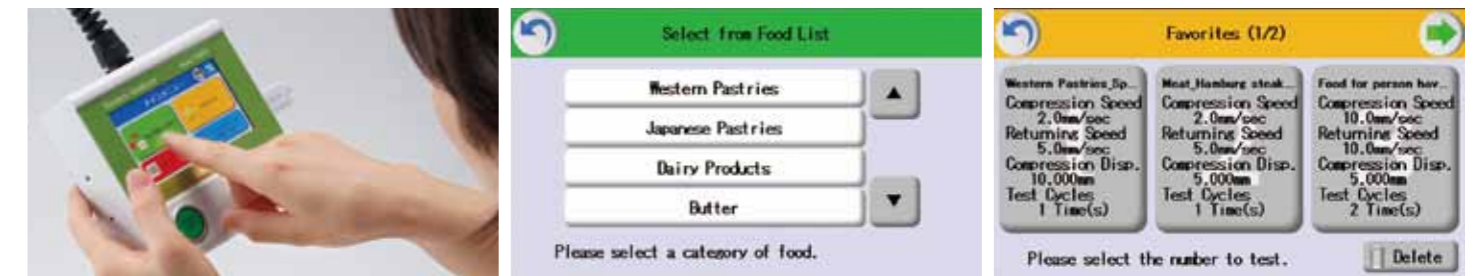 Select from Food List
Western Pastries
Japanese Pastries
Dairy Products
Butter
Please select a category of food.
Favorites (1/2)
Western Pastries_Sp...
Compression Speed
2.0mm/sec
Returning Speed
5.0mm/sec
Compression Disp.
10.000mm
Test Cycles
1 Time(s)
Meat_Hamburg steak...
Compression Speed
2.0mm/sec
Returning Speed
5.0mm/sec
Compression Disp.
5.000mm
Test Cycles
1 Time(s)
Food for person hav...
Compression Speed
10.0mm/sec
Returning Speed
10.0mm/sec
Compression Disp.
5.000mm
Test Cycles
2 Time(s)
Please select the number to test.
Delete